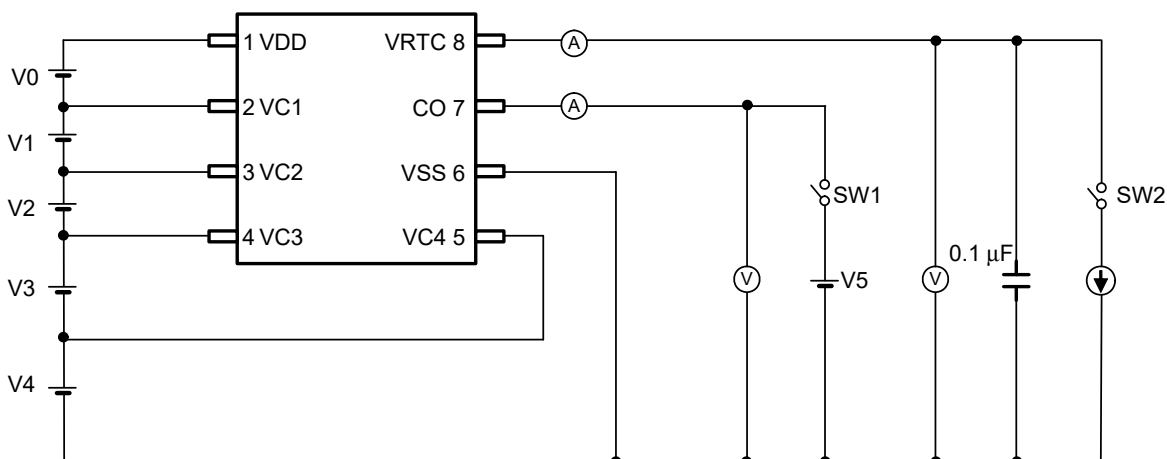 1 VDD VRTC 8
A
V0
2 VC1 CO 7
A
V1
3 VC2 VSS 6
SW1
SW2
V2
4 VC3 VC4 5
0.1 μF
V3
V
V5
V
V4